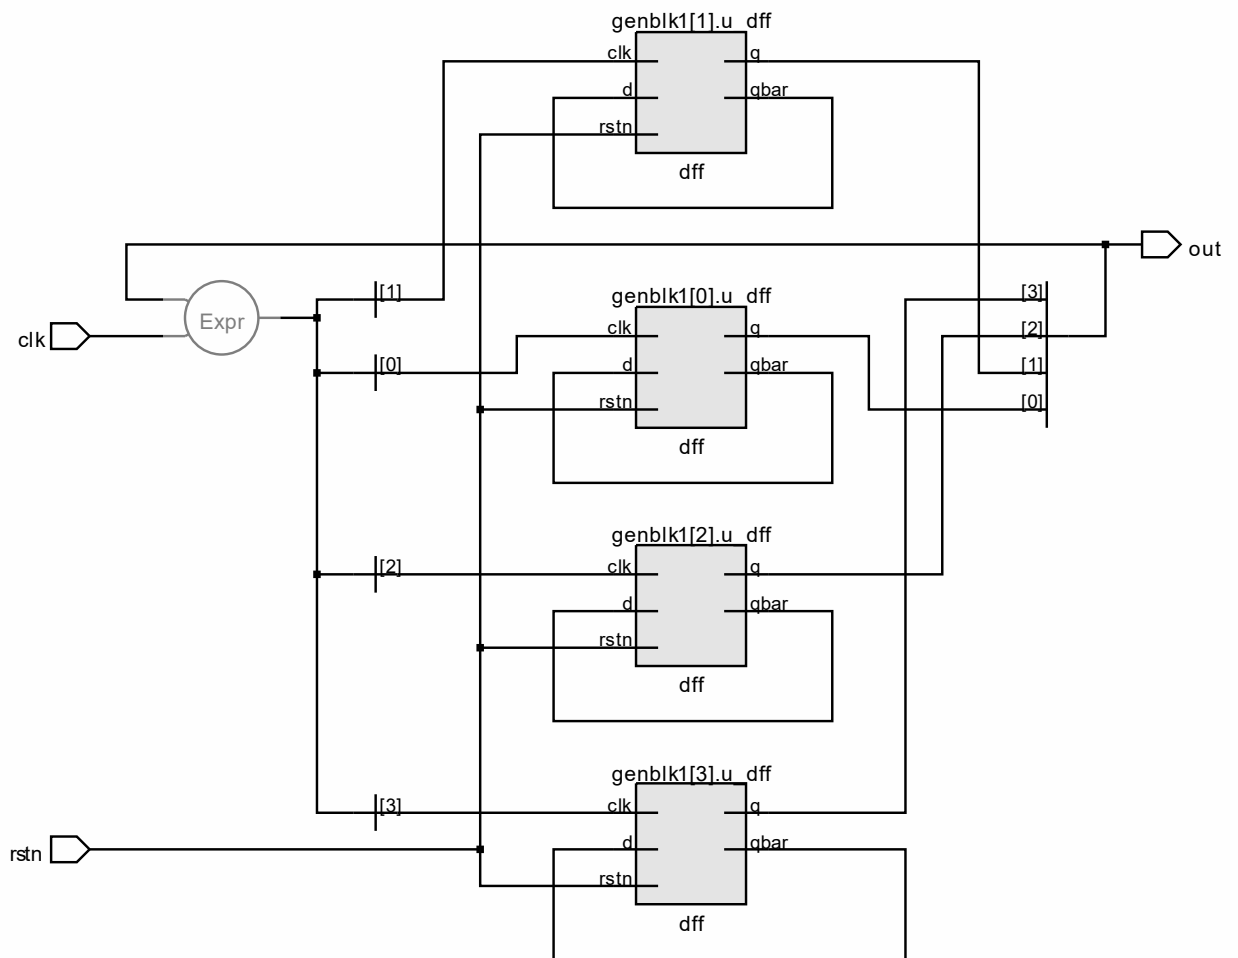 genblk1[1].u_dff
clk
q
d
qbar
rstn
dff
out
[1]
[3]
genblk1[0].u_dff
Expr
clk
clk
q
[2]
[0]
d
qbar
[1]
rstn
[0]
dff
genblk1[2].u_dff
[2]
clk
q
d
qbar
rstn
dff
genblk1[3].u_dff
[3]
clk
q
rstn
d
qbar
rstn
dff